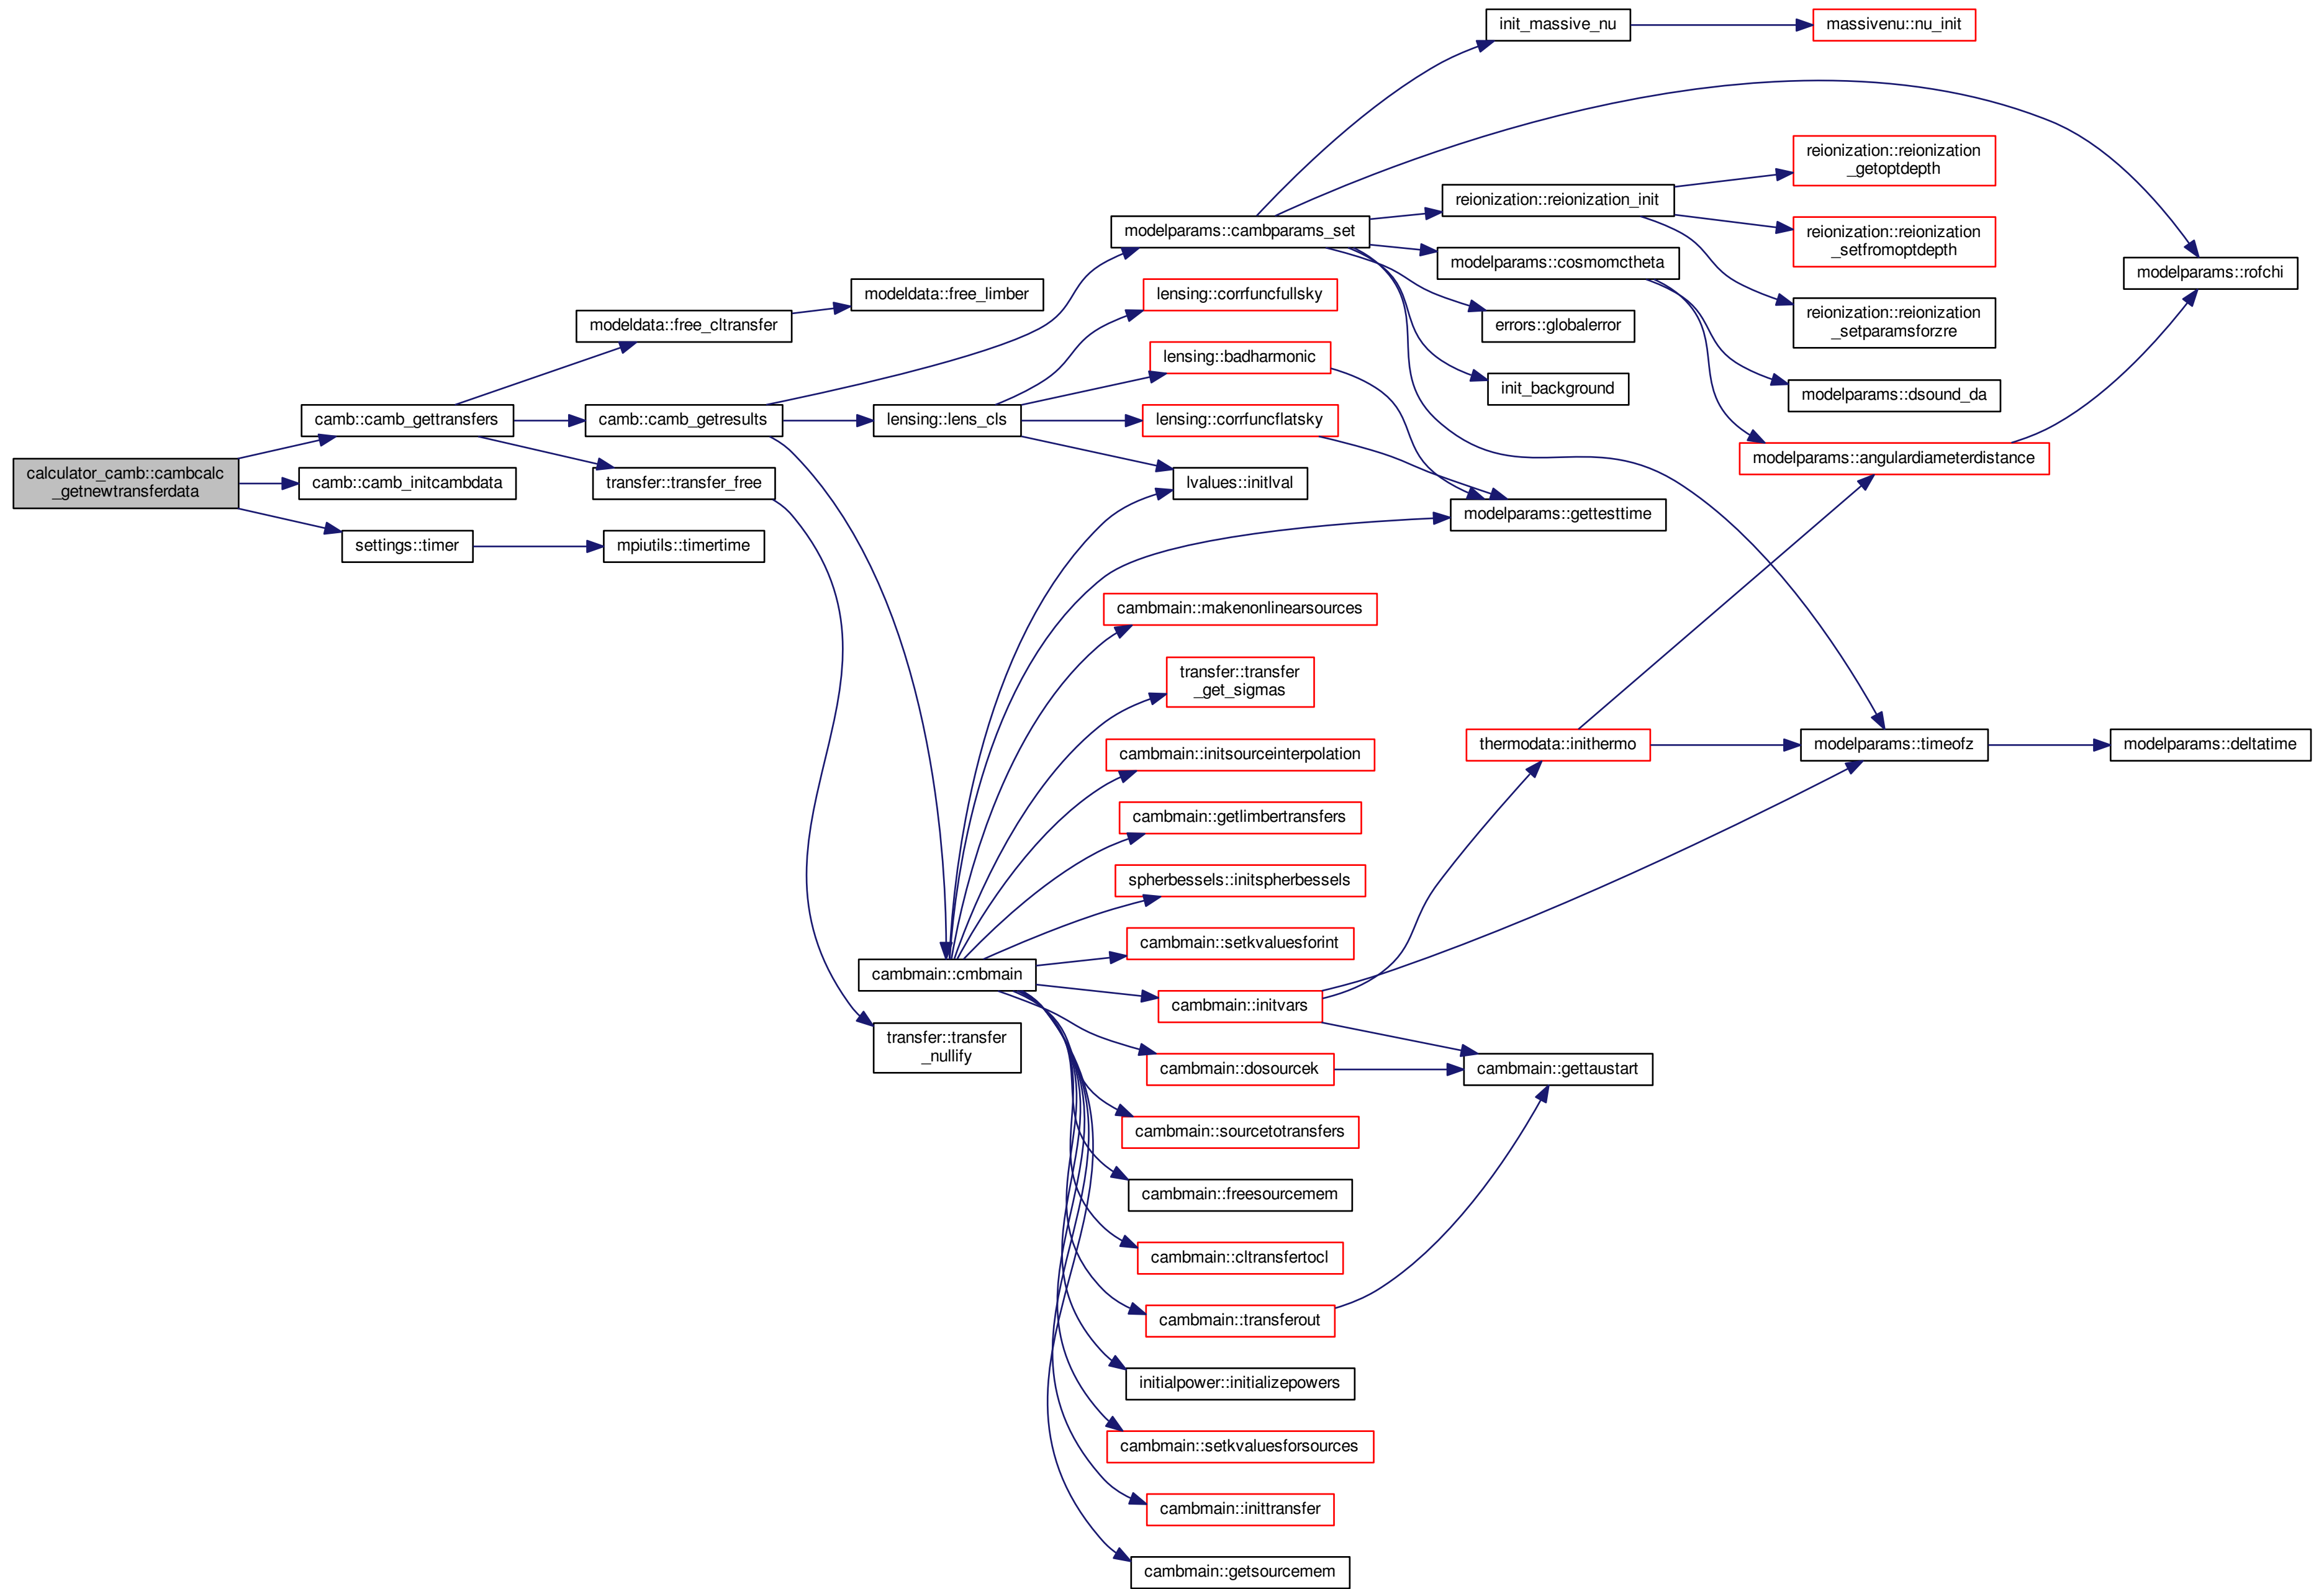 init_massive_nu
massivenu::nu_init
reionization::reionization
_getoptdepth
reionization::reionization_init
modelparams::cambparams_set
reionization::reionization
_setfromoptdepth
modelparams::cosmomctheta
modelparams::rofchi
modeldata::free_limber
lensing::corrfuncfullsky
reionization::reionization
_setparamsforzre
modeldata::free_cltransfer
errors::globalerror
lensing::badharmonic
init_background
modelparams::dsound_da
camb::camb_gettransfers
camb::camb_getresults
lensing::lens_cls
lensing::corrfuncflatsky
modelparams::angulardiameterdistance
calculator_camb::cambcalc
_getnewtransferdata
camb::camb_initcambdata
transfer::transfer_free
lvalues::initlval
modelparams::gettesttime
settings::timer
mpiutils::timertime
cambmain::makenonlinearsources
transfer::transfer
_get_sigmas
thermodata::inithermo
modelparams::timeofz
modelparams::deltatime
cambmain::initsourceinterpolation
cambmain::getlimbertransfers
spherbessels::initspherbessels
cambmain::setkvaluesforint
cambmain::cmbmain
cambmain::initvars
transfer::transfer
_nullify
cambmain::dosourcek
cambmain::gettaustart
cambmain::sourcetotransfers
cambmain::freesourcemem
cambmain::cltransfertocl
cambmain::transferout
initialpower::initializepowers
cambmain::setkvaluesforsources
cambmain::inittransfer
cambmain::getsourcemem